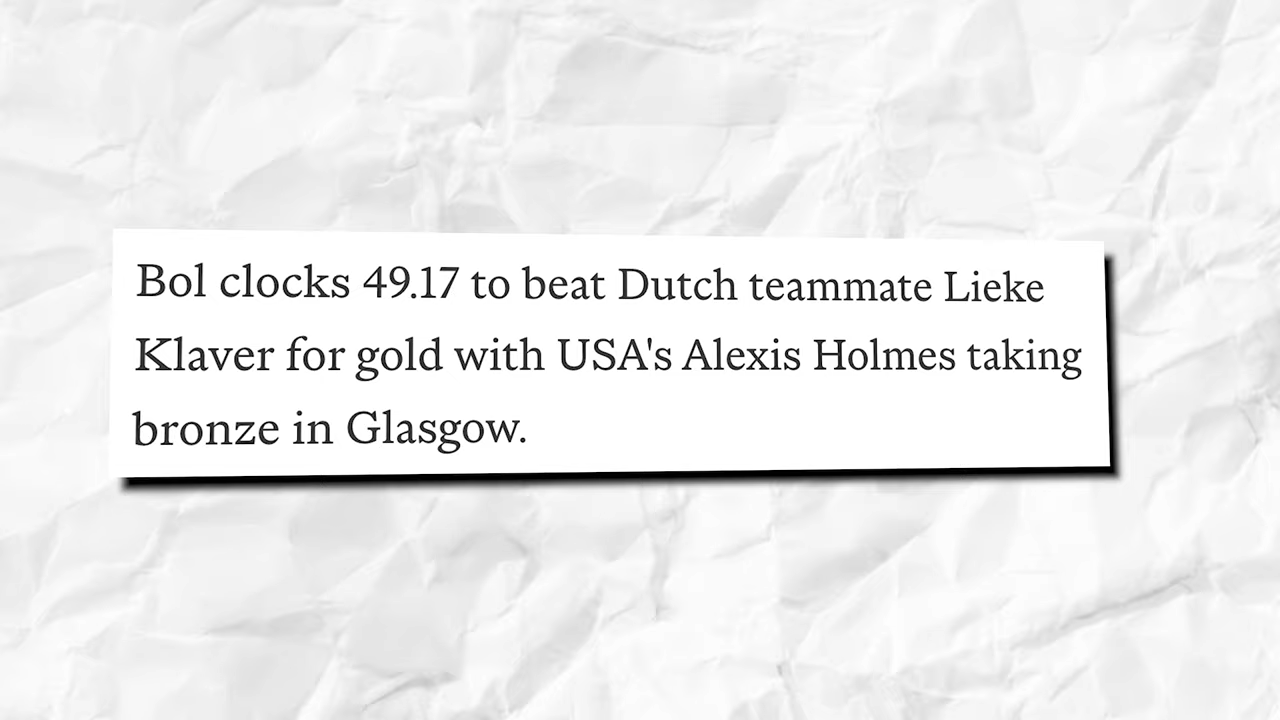 Bol clocks 49.17 to beat Dutch teammate Lieke
Klaver for gold with USA's Alexis Holmes taking
bronze in Glasgow.